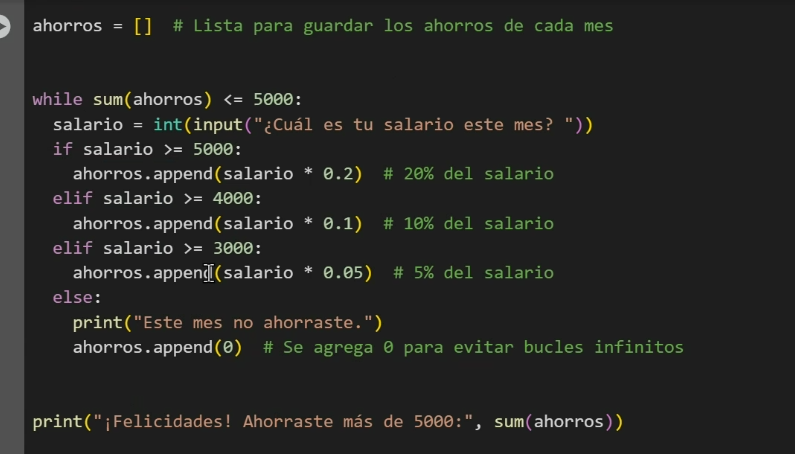 ahorros = []  # Lista para guardar los ahorros de cada mes
while sum(ahorros) <= 5000:
  salario = int(input("¿Cuál es tu salario este mes? "))
  if salario >= 5000:
    ahorros.append(salario * 0.2)  # 20% del salario
  elif salario >= 4000:
    ahorros.append(salario * 0.1)  # 10% del salario
  elif salario >= 3000:
    ahorros.append(salario * 0.05)  # 5% del salario
  else:
    print("Este mes no ahorraste.")
    ahorros.append(0)  # Se agrega 0 para evitar bucles infinitos
print("¡Felicidades! Ahorraste más de 5000:", sum(ahorros))